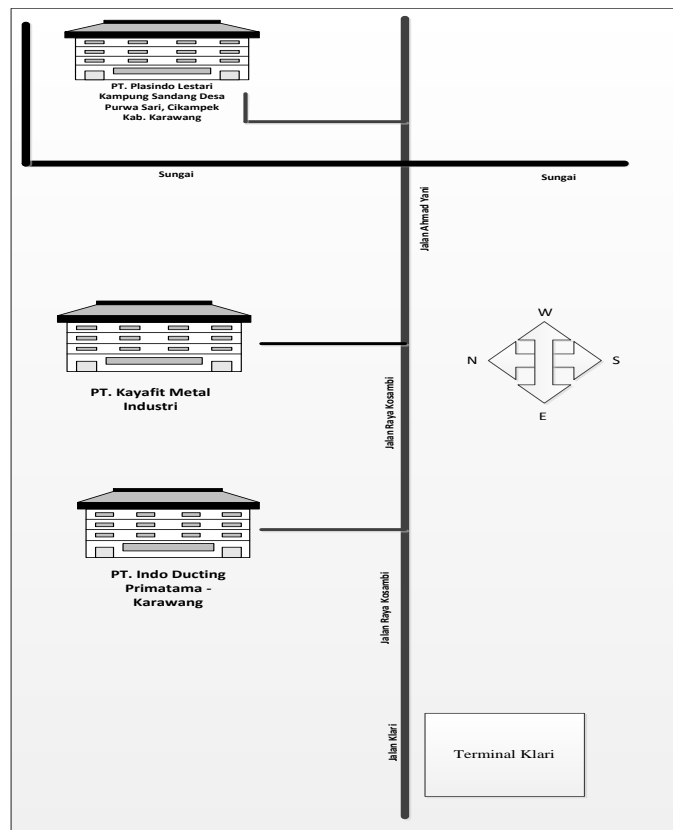 PT. Plasindo Lestari
Kampung Sandang Desa
Purwa Sari, Cikampek
Kab. Karawang
Sungai
Sungai
Jalan Ahmad Yani
W
N
S
E
PT. Kayafit Metal
Industri
Jalan Raya Kosambi
PT. Indo Ducting
Primatama -
Karawang
Jalan Raya Kosambi
Jalan Klari
Terminal Klari